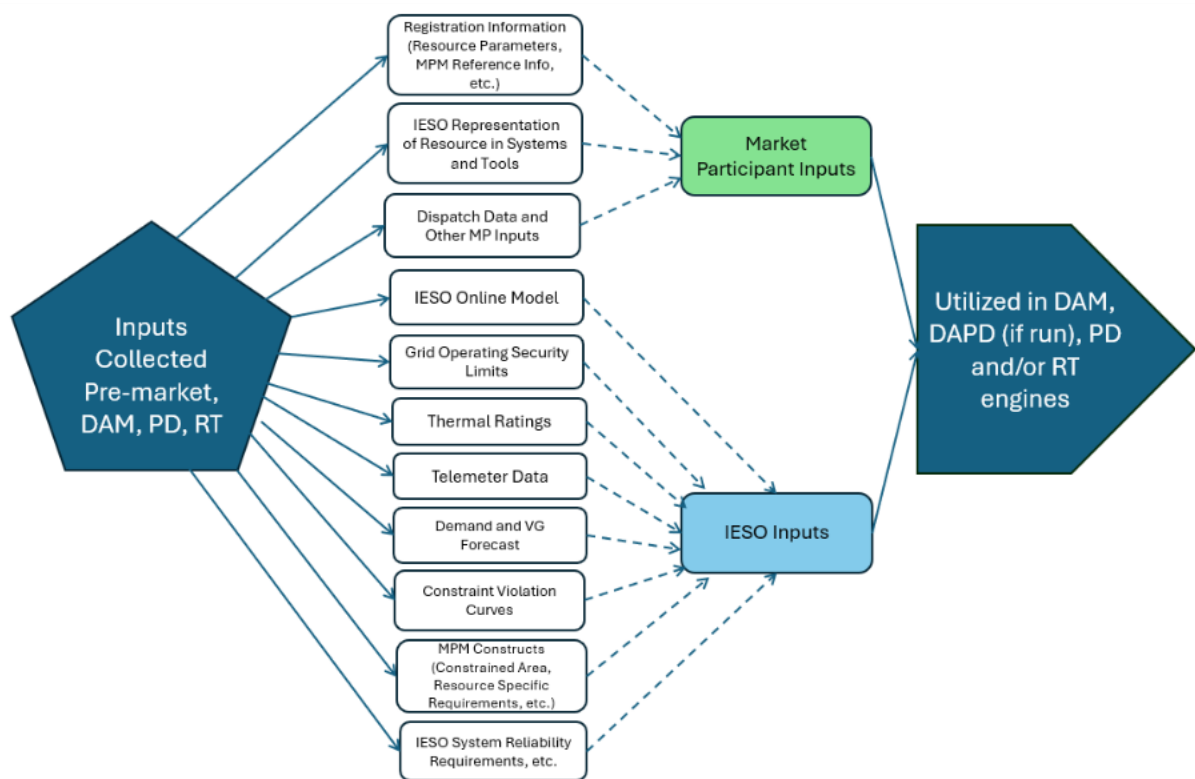 Inputs
Collected
Pre-market,
DAM, PD, RT
Registration Information
(Resource Parameters,
MPM Reference Info,
etc.)
IESO Representation
of Resource in Systems
and Tools
Dispatch Data and
Other MP Inputs
IESO Online Model
Grid Operating Security
Limits
Thermal Ratings
Telemeter Data
Demand and VG
Forecast
Constraint Violation
Curves
MPM Constructs
(Constrained Area,
Resource Specific
Requirements, etc.)
IESO System Reliability
Requirements, etc.
Market
Participant Inputs
IESO Inputs
Utilized in DAM,
DAPD (if run), PD
and/or RT
engines